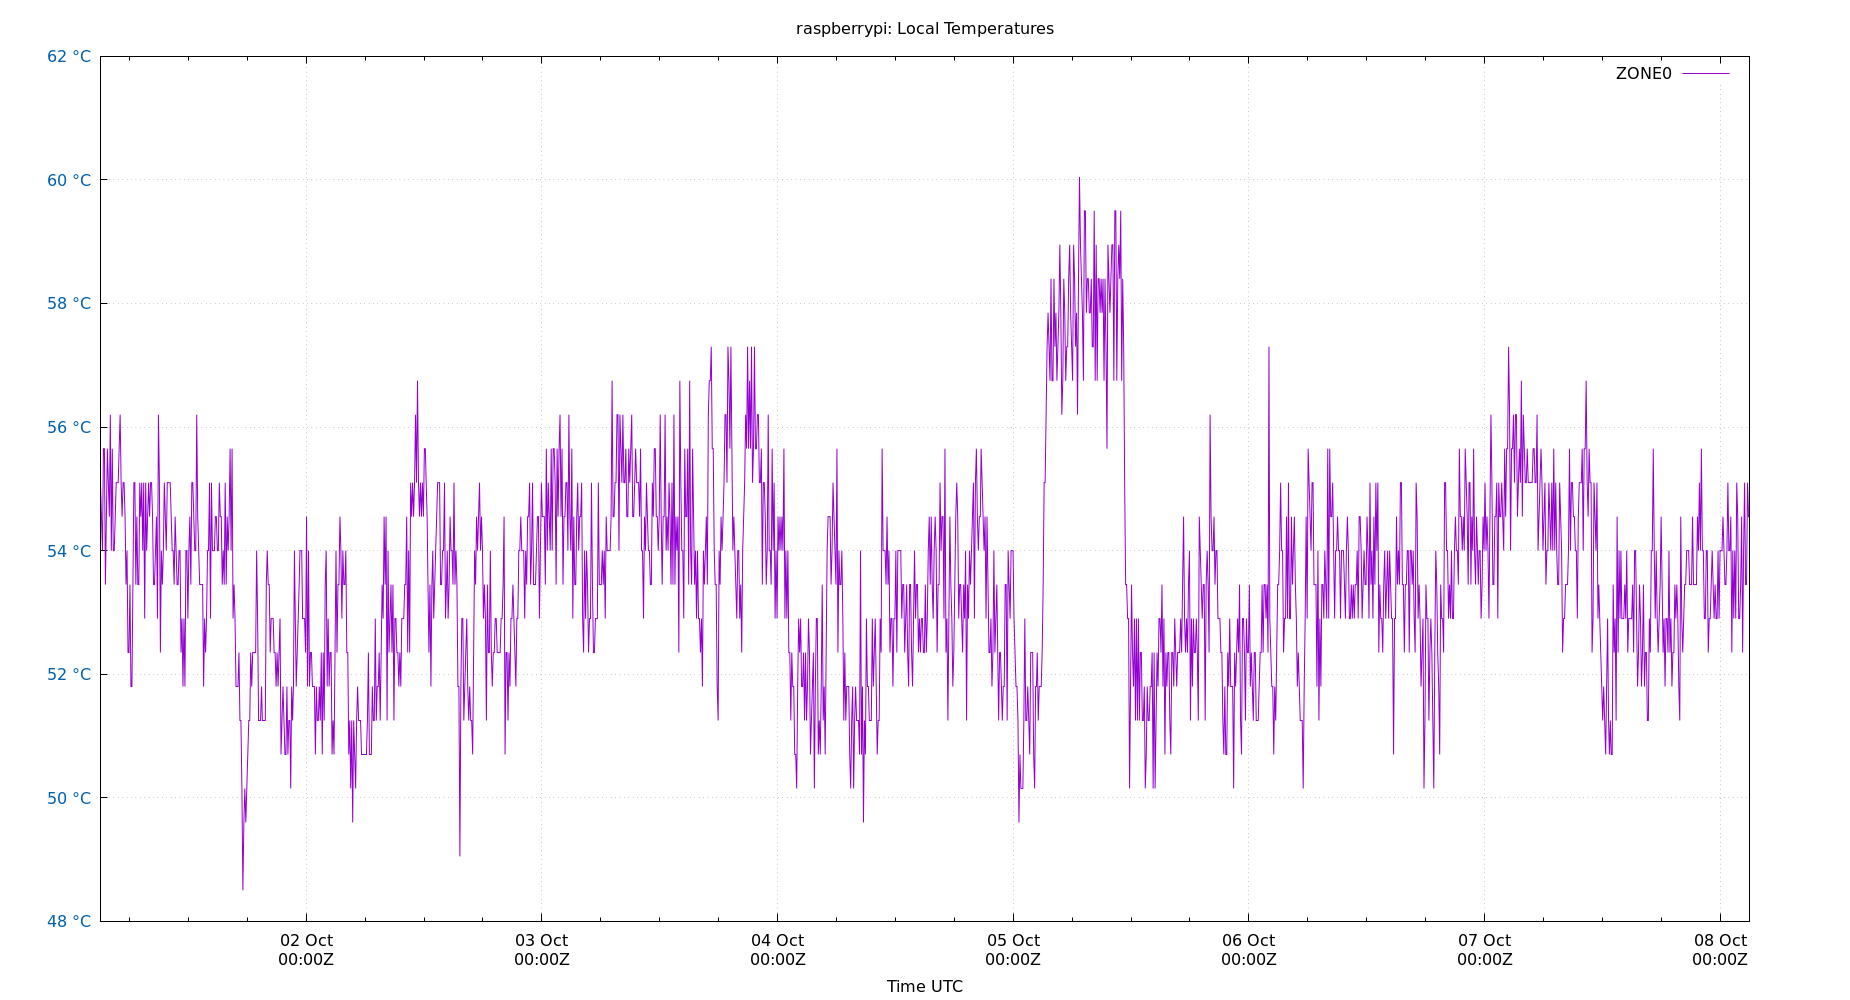 raspberrypi: Local Temperatures
62 °C
ZONE0
60 °C
58 °C
56 °C
54 °C
52 °C
50 °C
48 °C
02 Oct 03 Oct 04 Oct 05 Oct 06 Oct 07 Oct 08 Oct
00:00Z 00:00Z 00:00Z 00:00Z 00:00Z 00:00Z 00:00Z
Time UTC